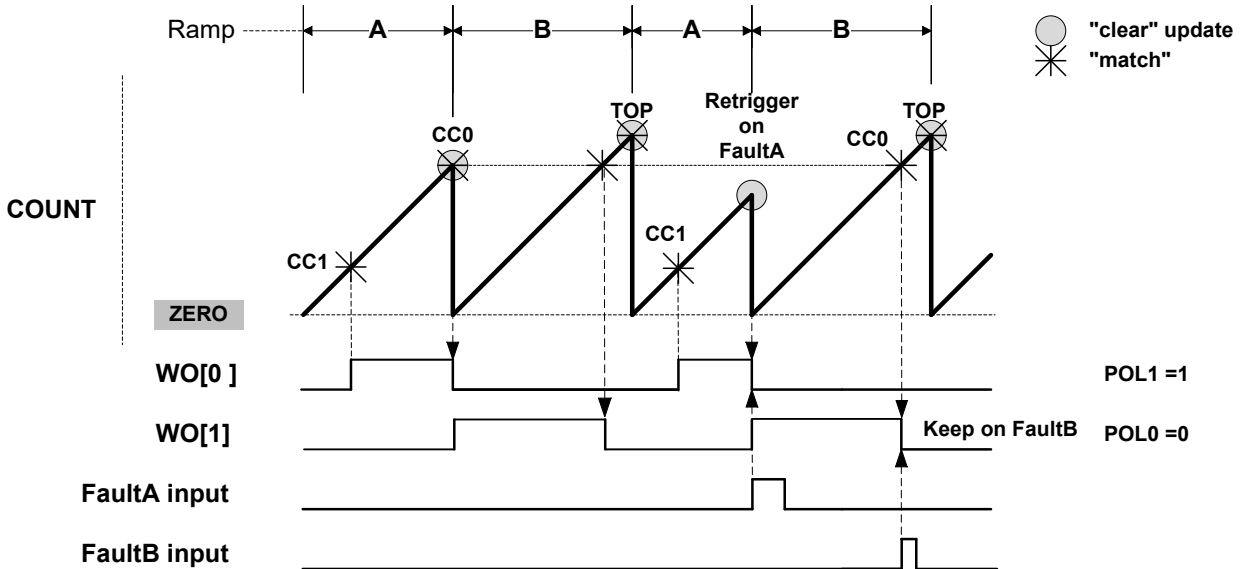 Ramp A B A B
"clear" update
"match"
TOP
Retrigger
on
FaultA
TOP
CC0
CC0
COUNT
CC1
CC1
ZERO
WO[0 ]
POL1 =1
WO[1]
Keep on FaultB
POL0 =0
FaultA input
FaultB input